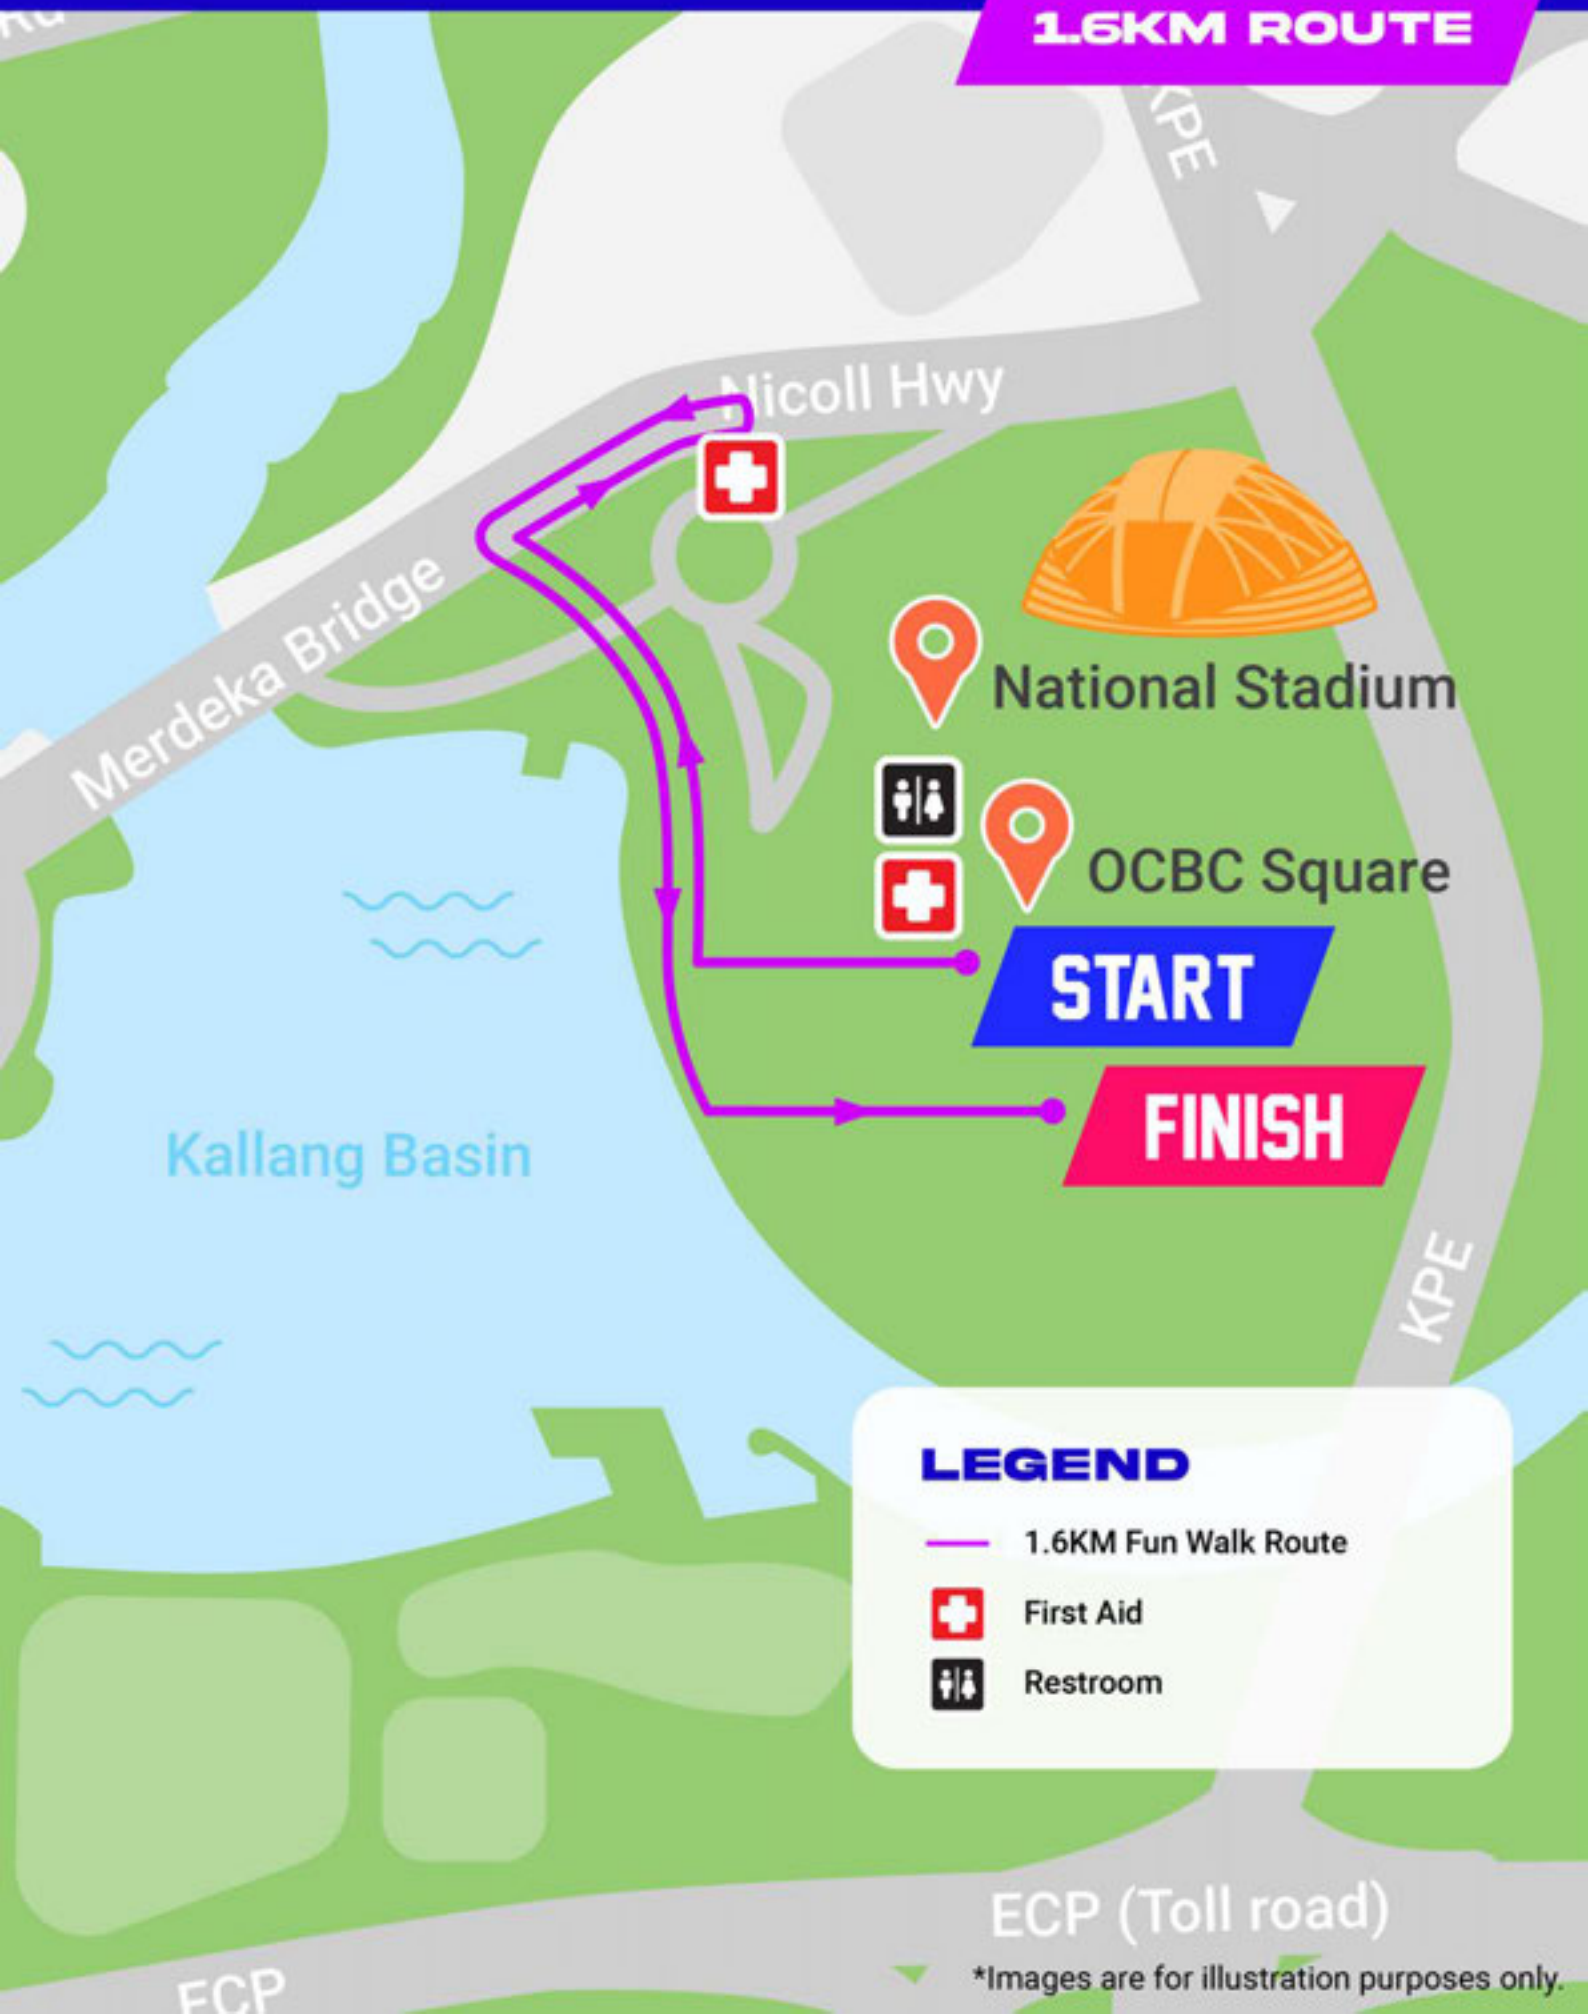 1.6KM ROUTE
KPE
Nicoll Hwy
Merdeka Bridge
National Stadium
OCBC Square
START
FINISH
Kallang Basin
KPE
LEGEND
1.6KM Fun Walk Route
First Aid
Restroom
ECP (Toll road)
*Images are for illustration purposes only.
ECP